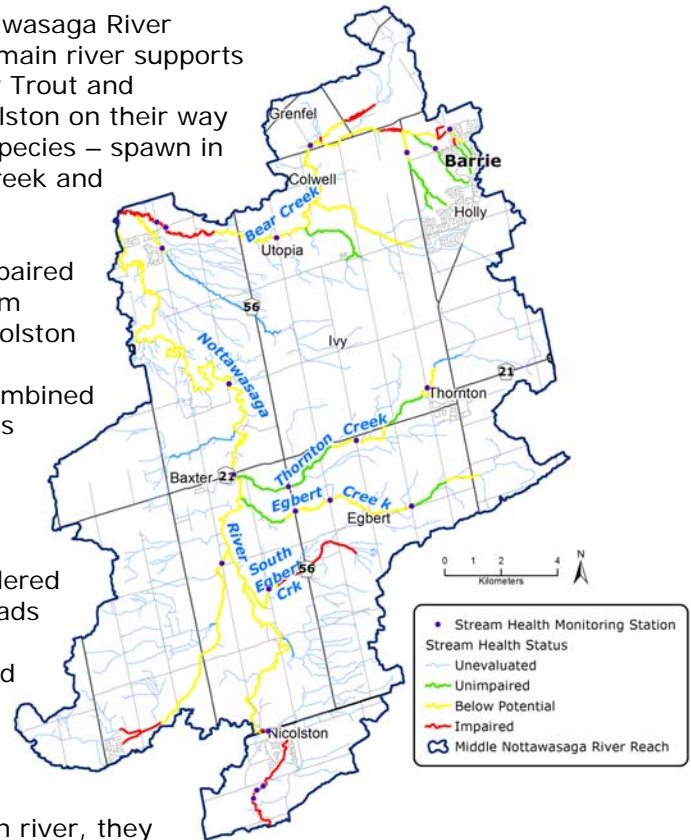 wasaga River
main river supports
Trout and
lston on their way
pecies – spawn in
reek and
paired
m
olston
mbined
s
dered
ads
d
n river, they
Grenfel
Barrie
Colwell
Holly
Bear Creek
Utopia
56
Ivy
Nottawasaga
21
Thornton
Thornton Creek
Baxter
21
Egbert Creek
Egbert
River
South
Egbert
Crk
56
Nicolston
0 1 2 4
Kilometers
N
Stream Health Monitoring Station
Stream Health Status
Unevaluated
Unimpaired
Below Potential
Impaired
Middle Nottawasaga River Reach